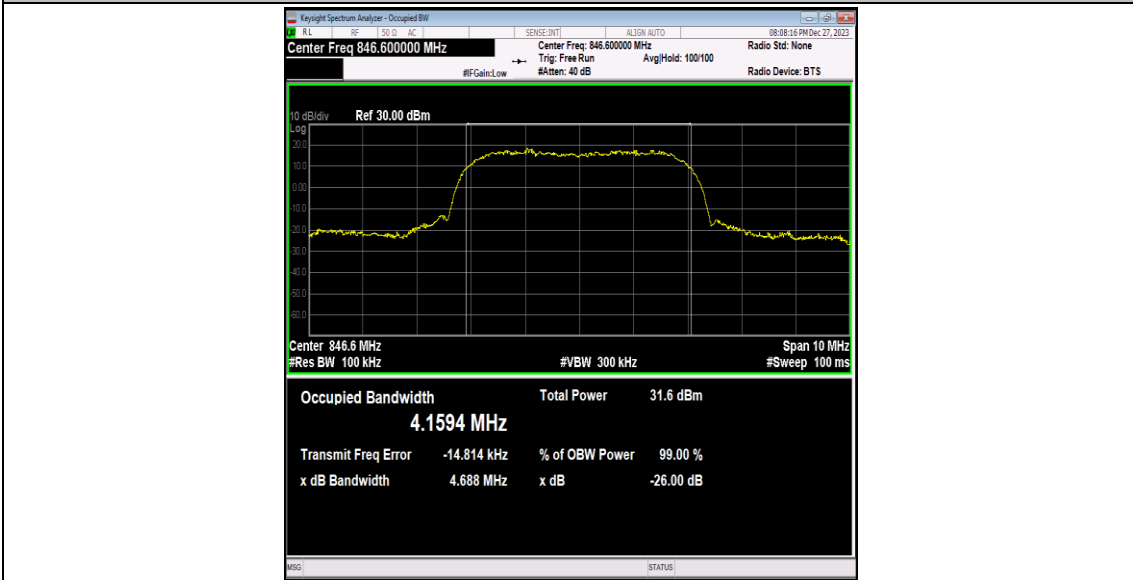 Keysight Spectrum Analyzer - Occupied BW
RL RF 50 Ω AC SENSE:INT ALIGN AUTO 08:08:16 PM Dec 27, 2023
Center Freq 846.600000 MHz
Center Freq: 846.600000 MHz
Radio Std: None
Trig: Free Run Avg|Hold: 100/100
#IFGain:Low #Atten: 40 dB Radio Device: BTS
10 dB/div Ref 30.00 dBm
Log
20.0
10.0
0.00
-10.0
-20.0
-30.0
-40.0
-50.0
-60.0
Center 846.6 MHz Span 10 MHz
#Res BW 100 kHz #VBW 300 kHz #Sweep 100 ms
Occupied Bandwidth Total Power 31.6 dBm
4.1594 MHz
Transmit Freq Error -14.814 kHz % of OBW Power 99.00 %
x dB Bandwidth 4.688 MHz x dB -26.00 dB
MSG STATUS